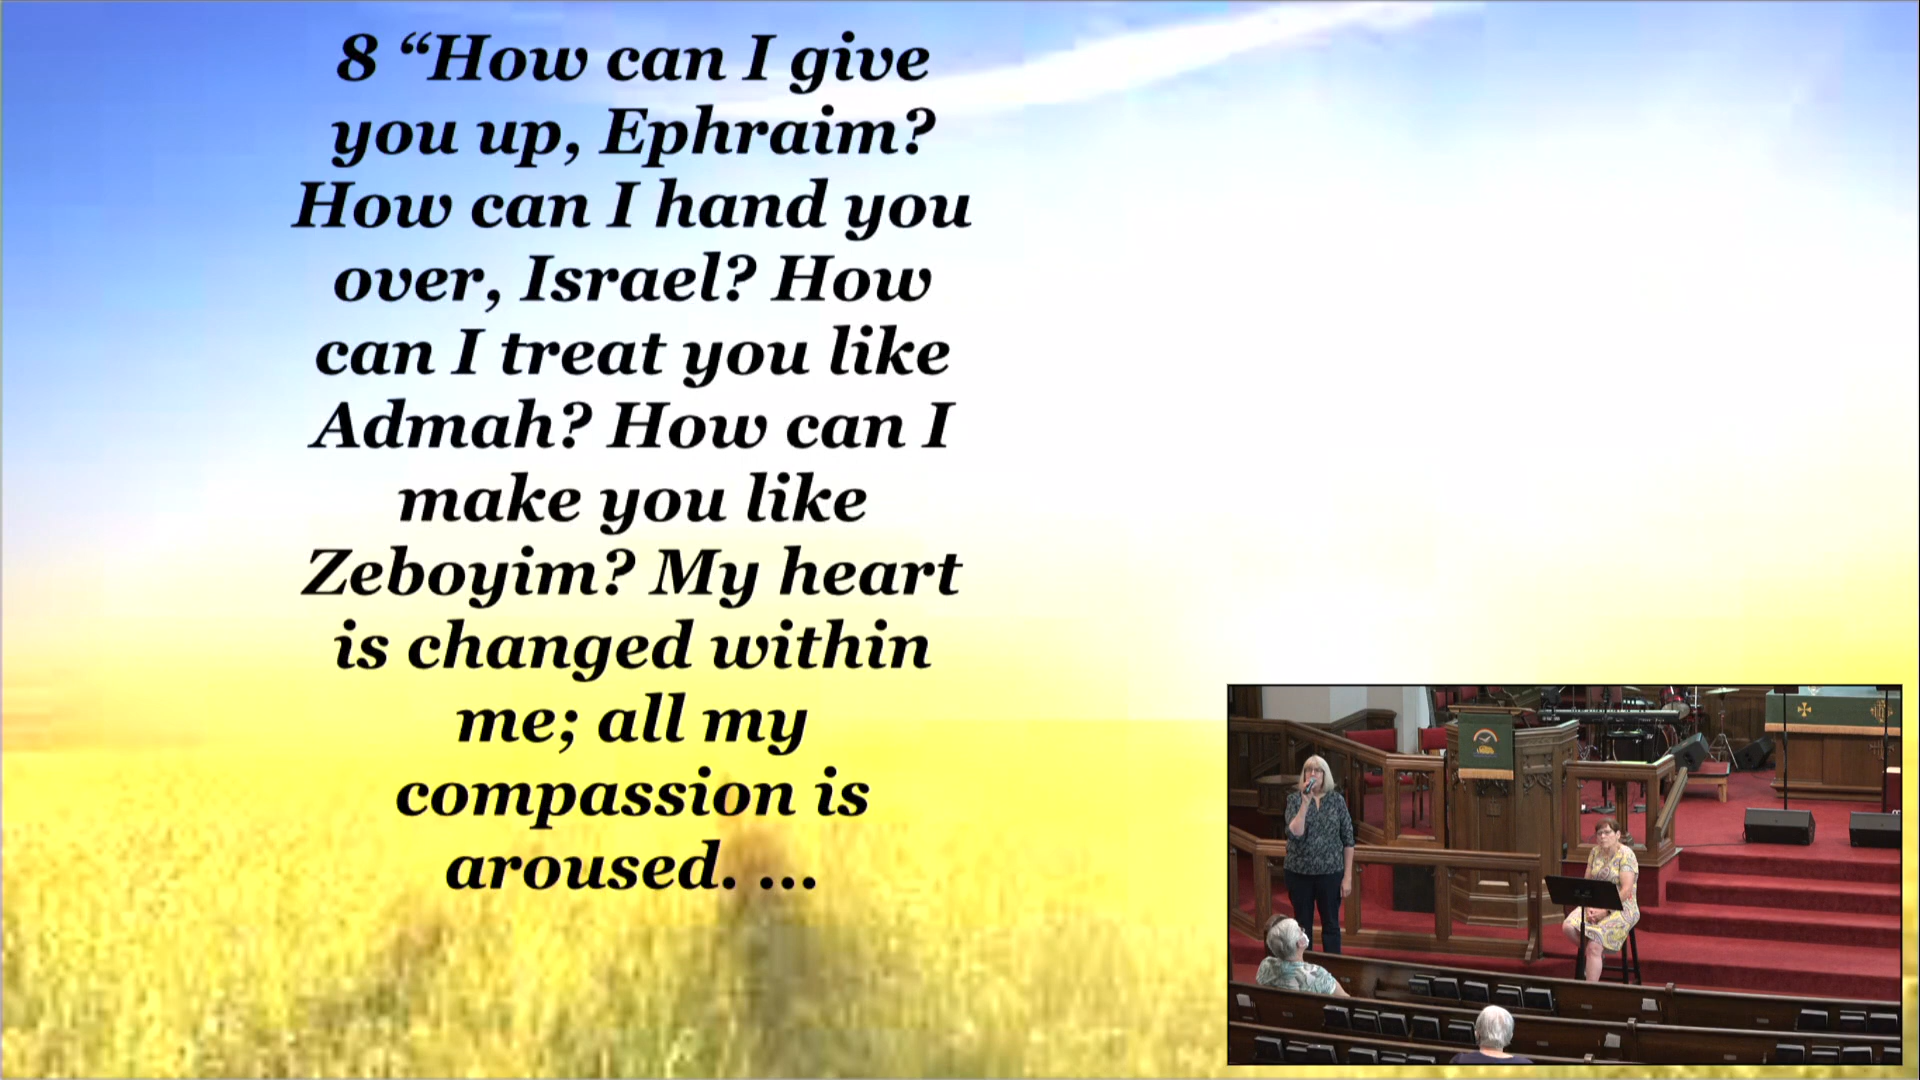 8 “How can I give
you up, Ephraim?
How can I hand you
over, Israel? How
can I treat you like
Admah? How can I
make you like
Zeboyim? My heart
is changed within
me; all my
compassion is
aroused. ...